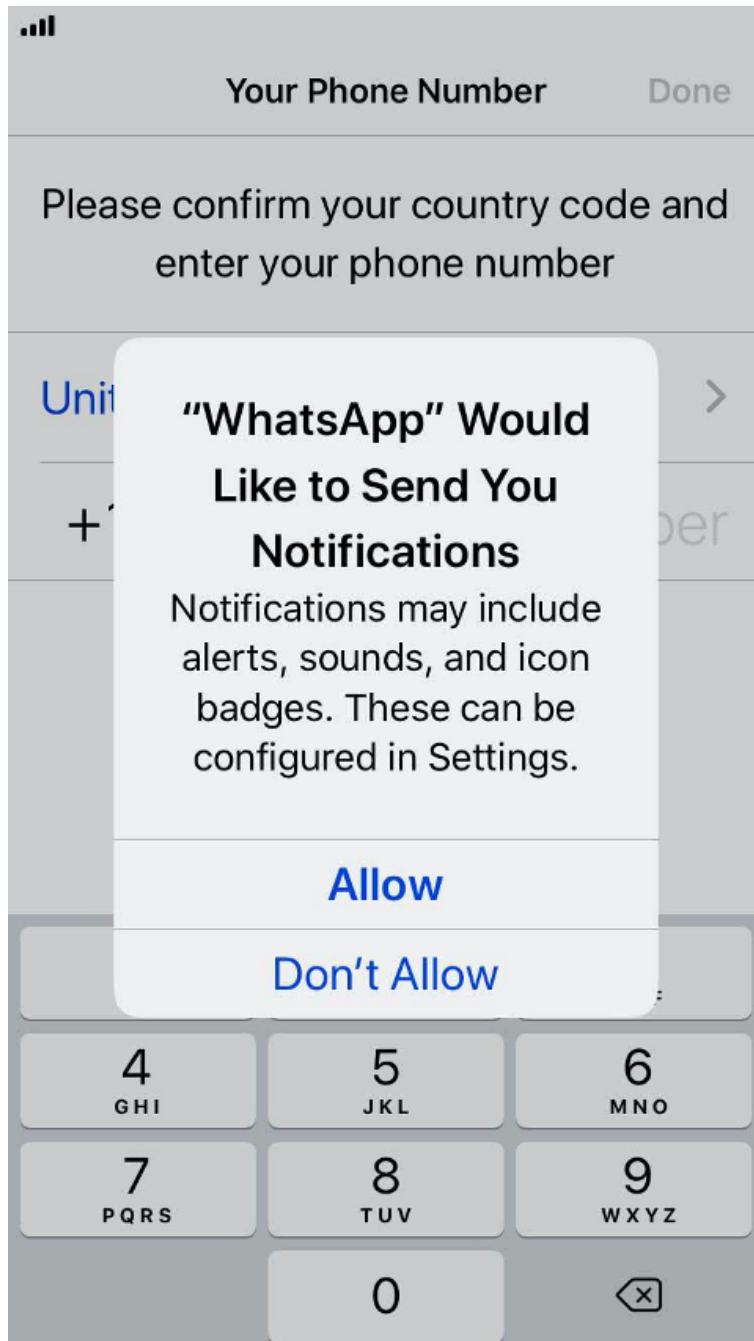 Your Phone Number Done
Please confirm your country code and
enter your phone number
“WhatsApp” Would
Like to Send You
Notifications
Notifications may include
alerts, sounds, and icon
badges. These can be
configured in Settings.
Allow
Don’t Allow
4 5 6
GHI JKL MNO
7 8 9
PQRS TUV WXYZ
0